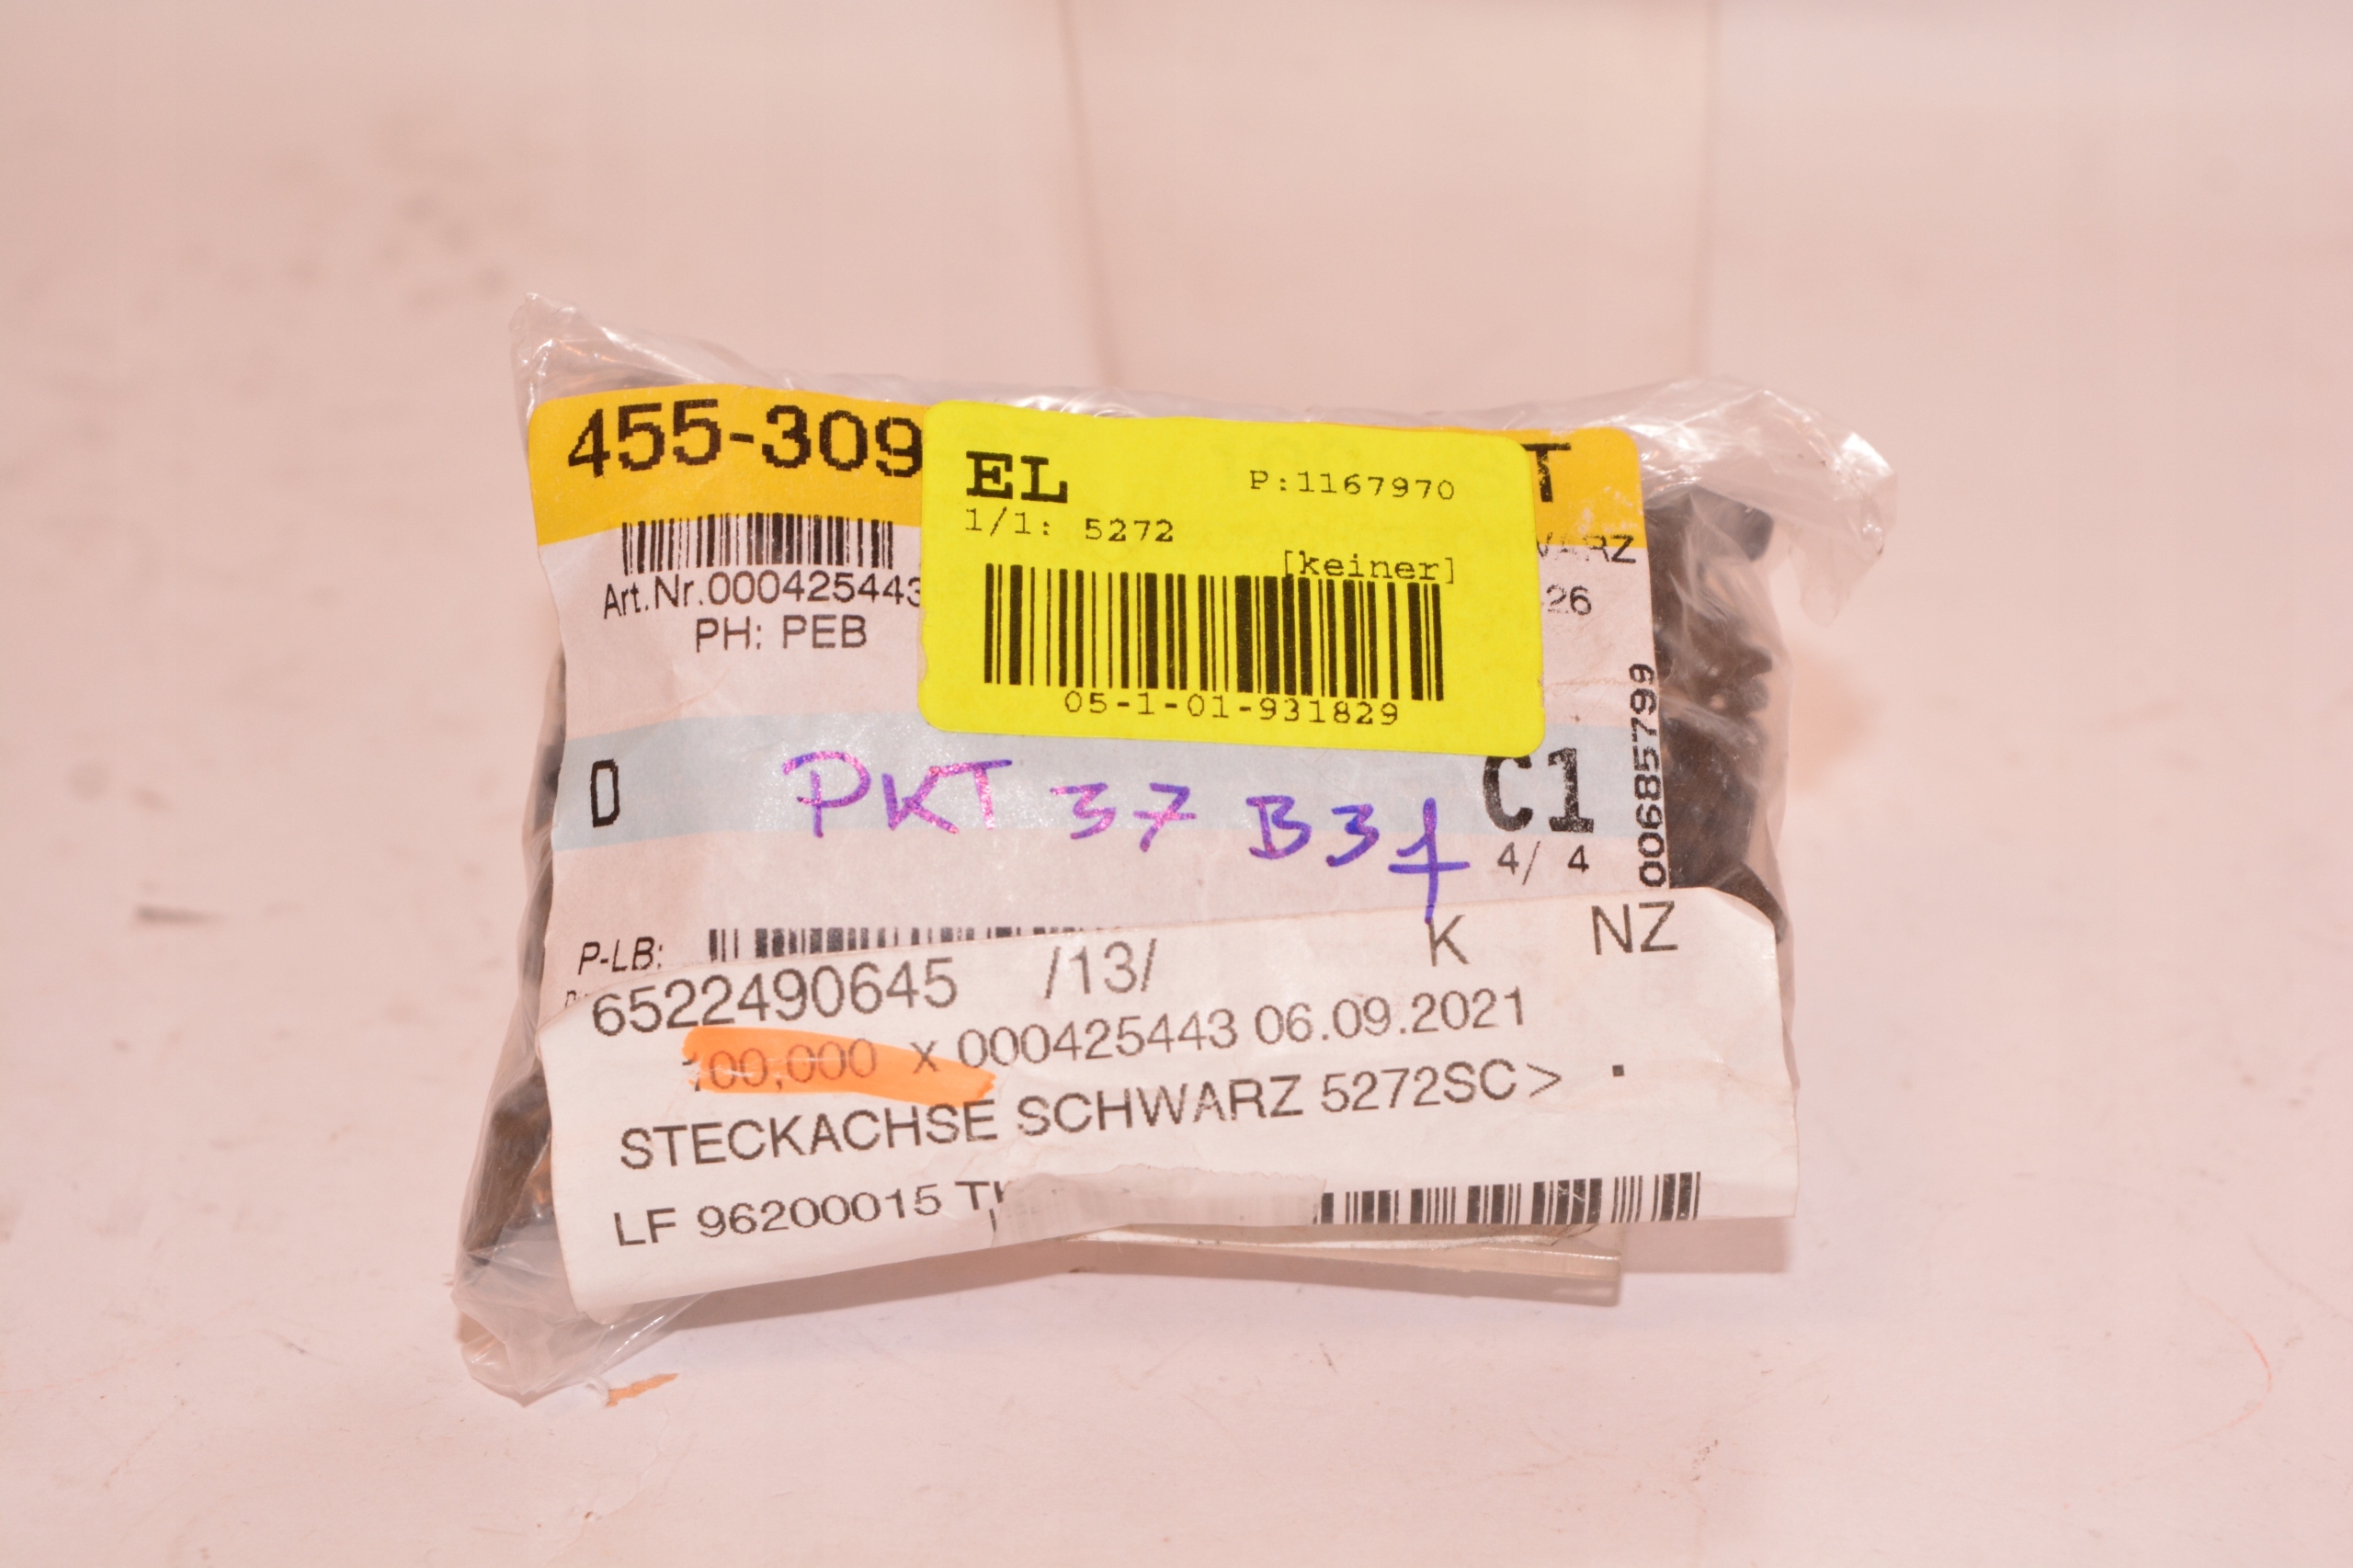 455-309
T
EL
P:1167970
1/1: 5272
[keiner]
05-1-01-931829
Art.Nr.000425443
PH: PEB
26
006857799
D
PKT 37 B31
C1
4/ 4
P-LB:
6522490645 /13/ K NZ
100,000 x 000425443 06.09.2021
STECKACHSE SCHWARZ 5272SC>
LF 96200015